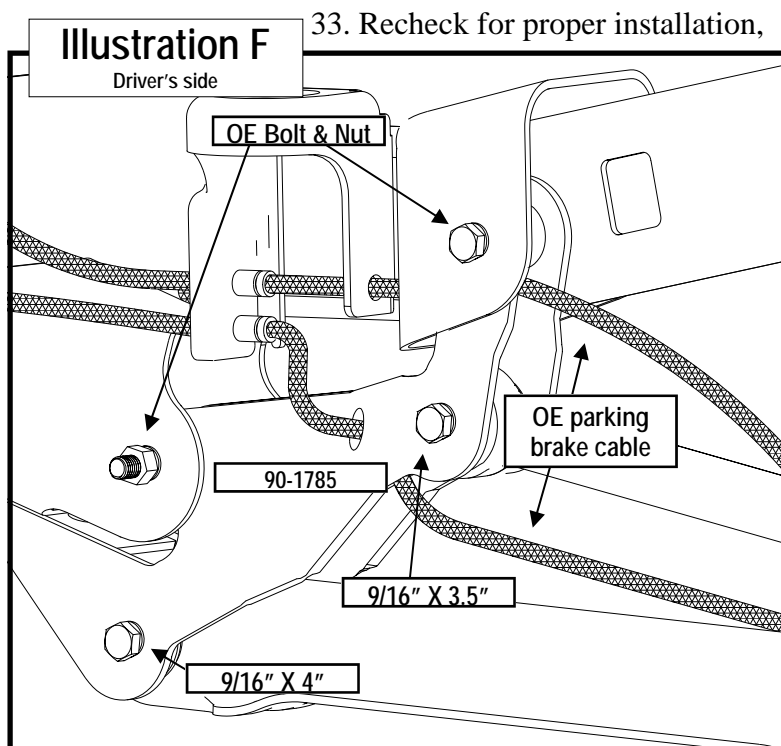 33. Recheck for proper installation,
Illustration F
Driver's side
OE Bolt & Nut
OE parking
brake cable
90-1785
9/16" X 3.5"
9/16" X 4"